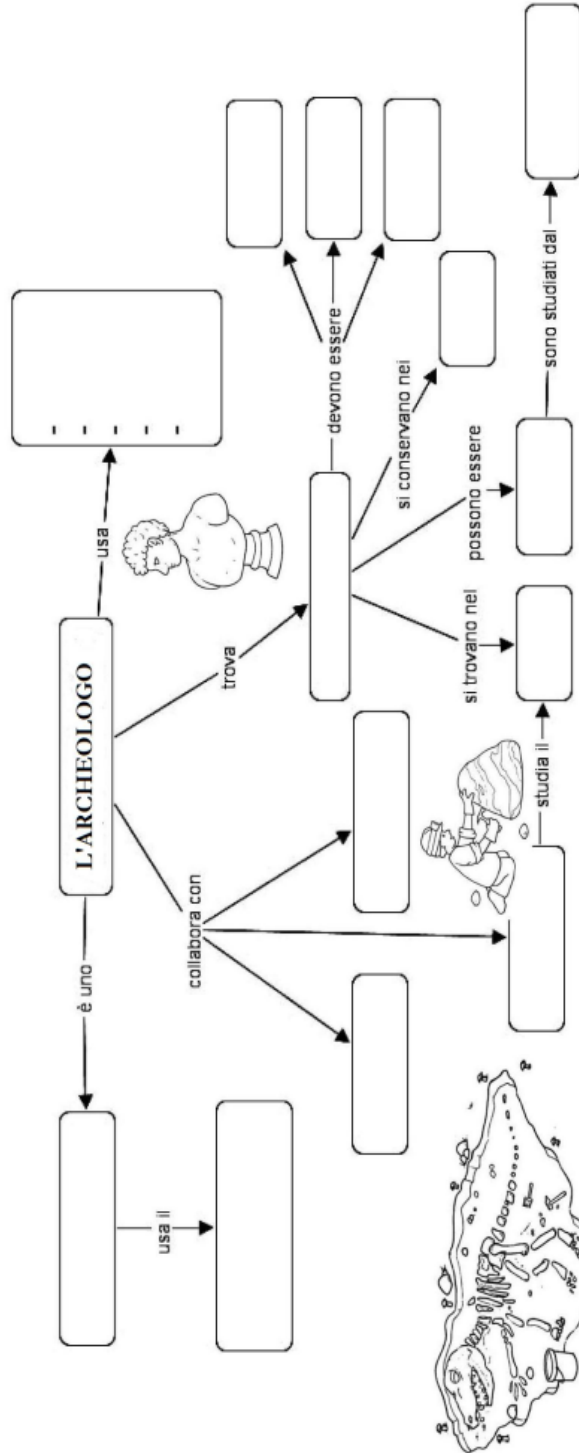 L'ARCHEOLOGO
è uno
usa
usa il
collabora con
trova
devono essere
si conservano nei
si trovano nel
possono essere
studia il
sono studiati dal